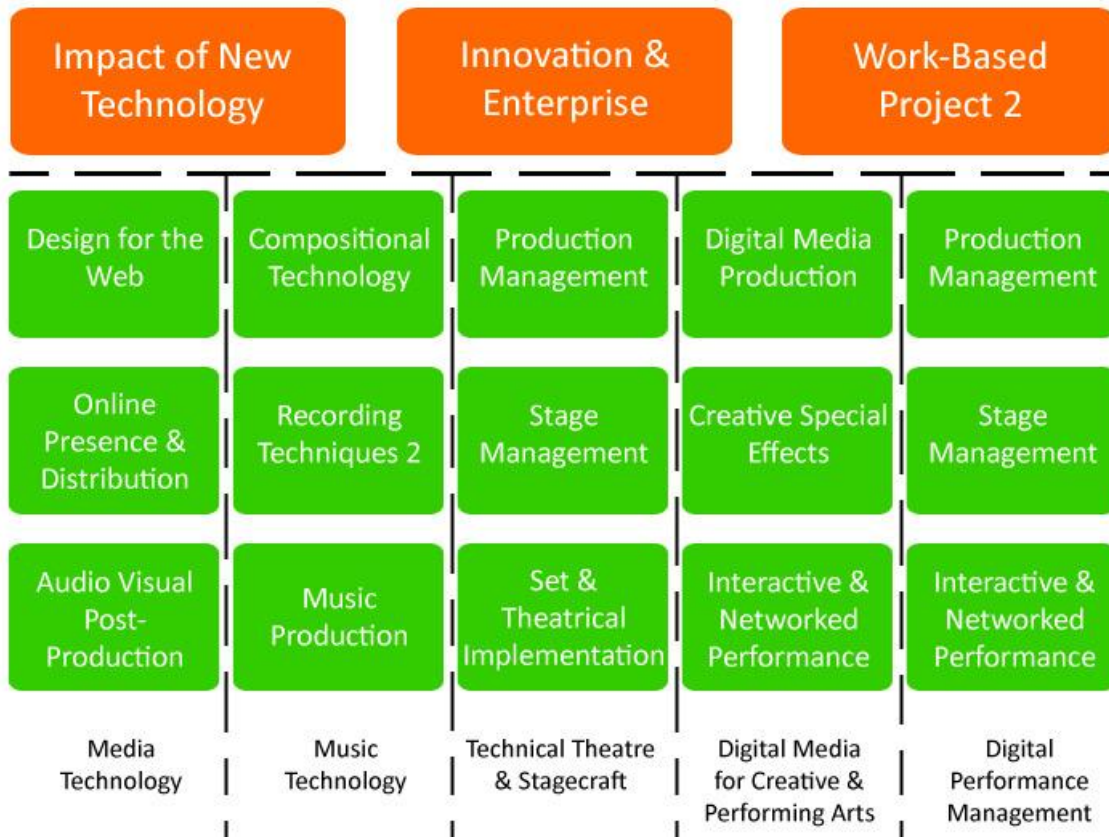 Impact of New
Technology
Innovation &
Enterprise
Work-Based
Project 2
Design for the
Web
Compositional
Technology
Production
Management
Digital Media
Production
Production
Management
Online
Presence &
Distribution
Recording
Techniques 2
Stage
Management
Creative Special
Effects
Stage
Management
Audio Visual
Post-
Production
Music
Production
Set &
Theatrical
Implementation
Interactive &
Networked
Performance
Interactive &
Networked
Performance
Media
Technology
Music
Technology
Technical Theatre
& Stagecraft
Digital Media
for Creative &
Performing Arts
Digital
Performance
Management